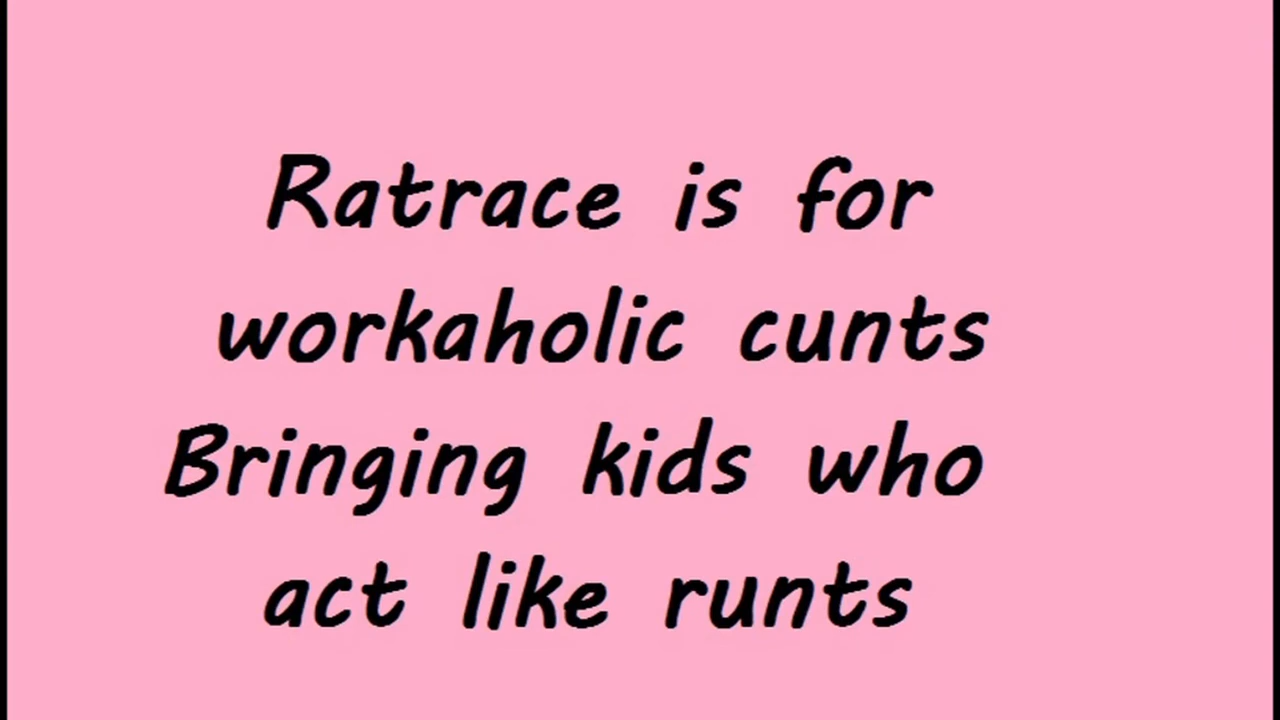 Ratrace is for
workaholic cunts
Bringing kids who
act like runts